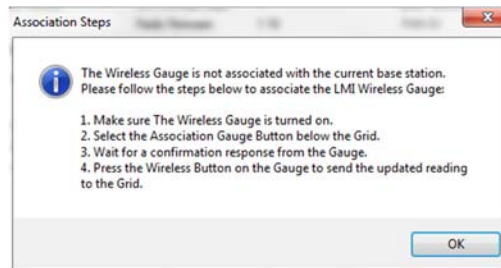 Association Steps
The Wireless Gauge is not associated with the current base station.
Please follow the steps below to associate the LMI Wireless Gauge:
1. Make sure The Wireless Gauge is turned on.
2. Select the Association Gauge Button below the Grid.
3. Wait for a confirmation response from the Gauge.
4. Press the Wireless Button on the Gauge to send the updated reading
to the Grid.
OK